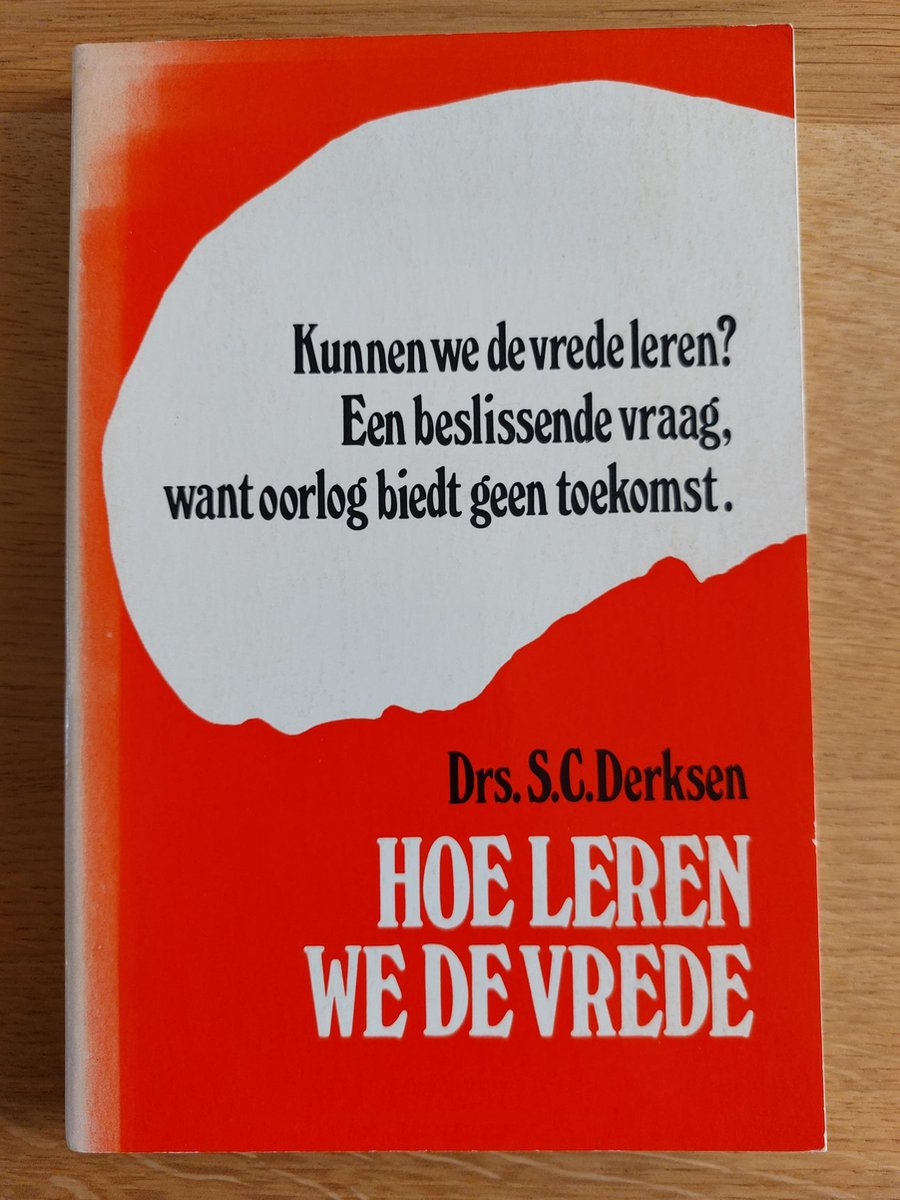 Kunnen we de vrede leren?
Een beslissende vraag,
want oorlog biedt geen toekomst.
Drs. S.C. Derksen
HOE LEREN
WE DE VREDE